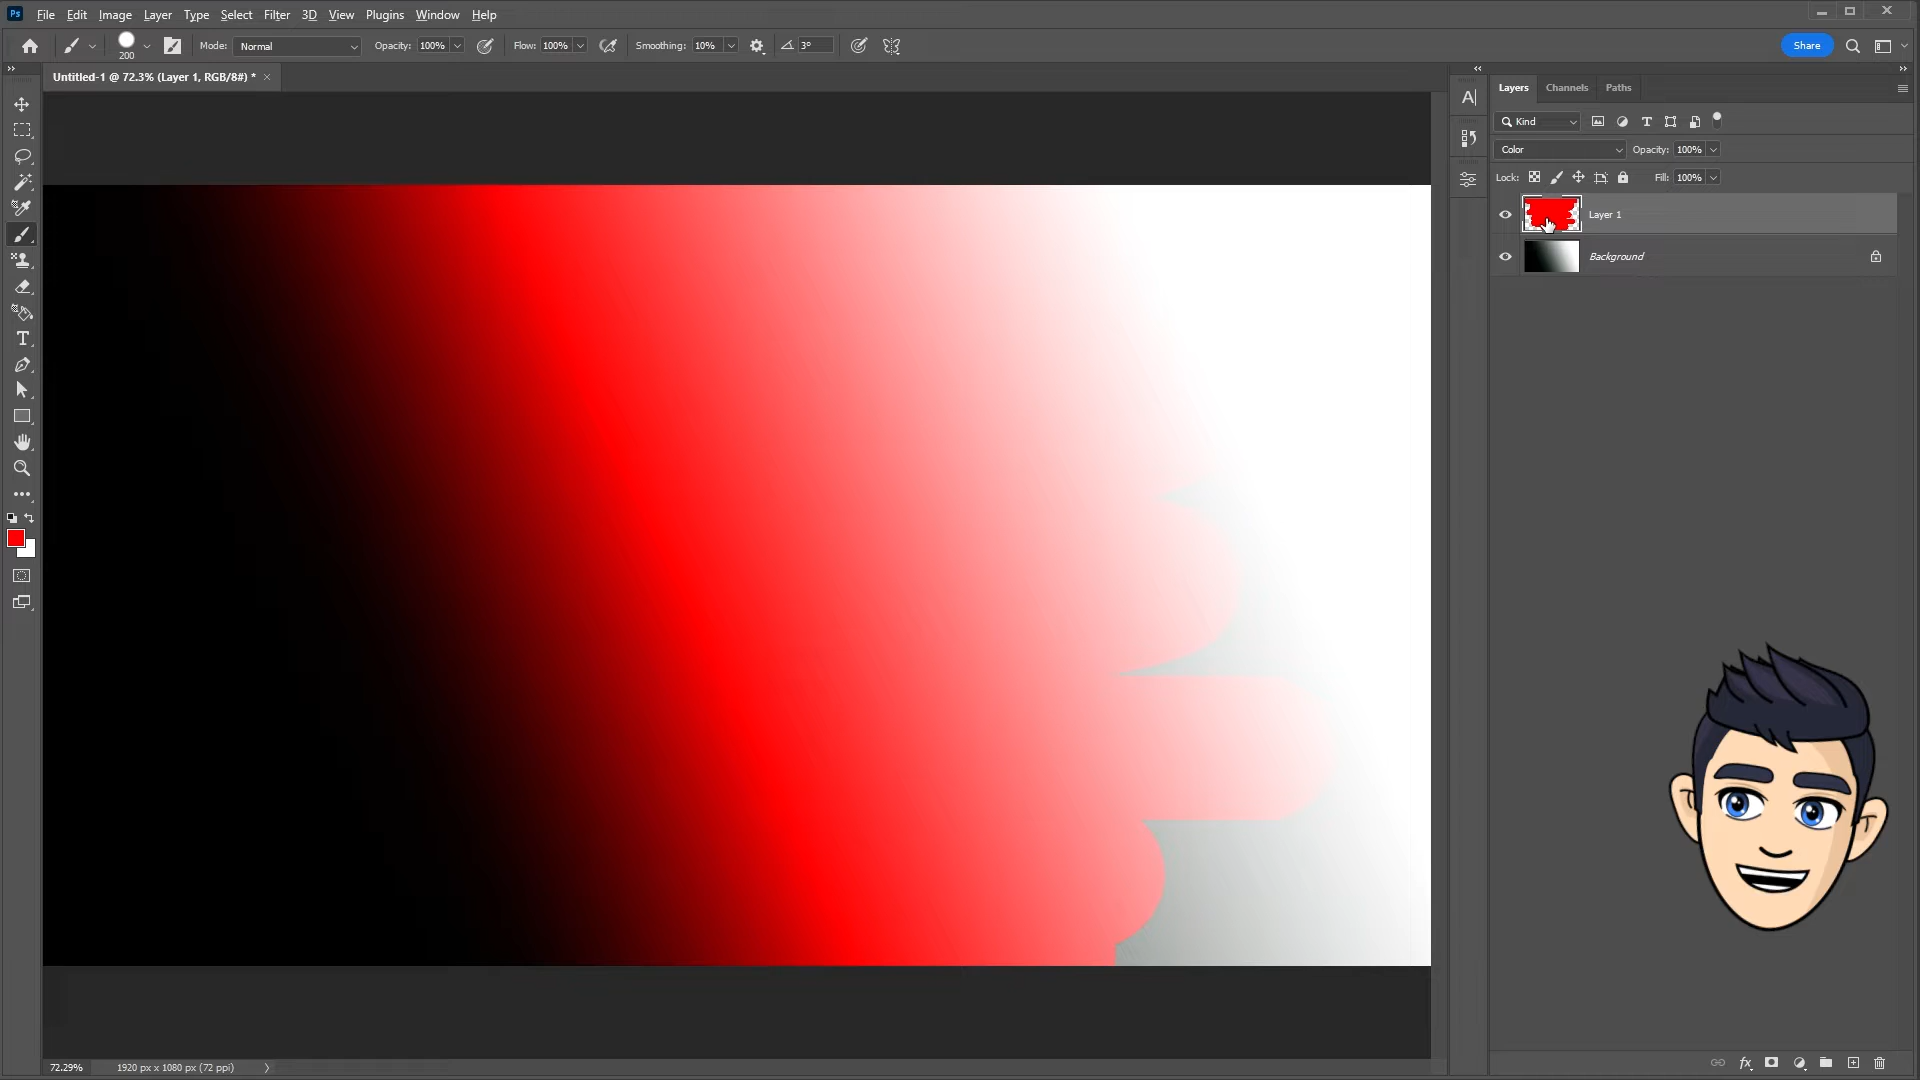 Ps File Edit Image Layer Type Select Filter 3D View Plugins Window Help
200 Mode: Normal Opacity: 100% Flow: 100% Smoothing: 10% 3° Share
Untitled-1 @ 72.3% (Layer 1, RGB/8#) * ×
Layers Channels Paths
Kind
Color Opacity: 100%
Lock: Fill: 100%
Layer 1
Background
72.29% 1920 px x 1080 px (72 ppi)